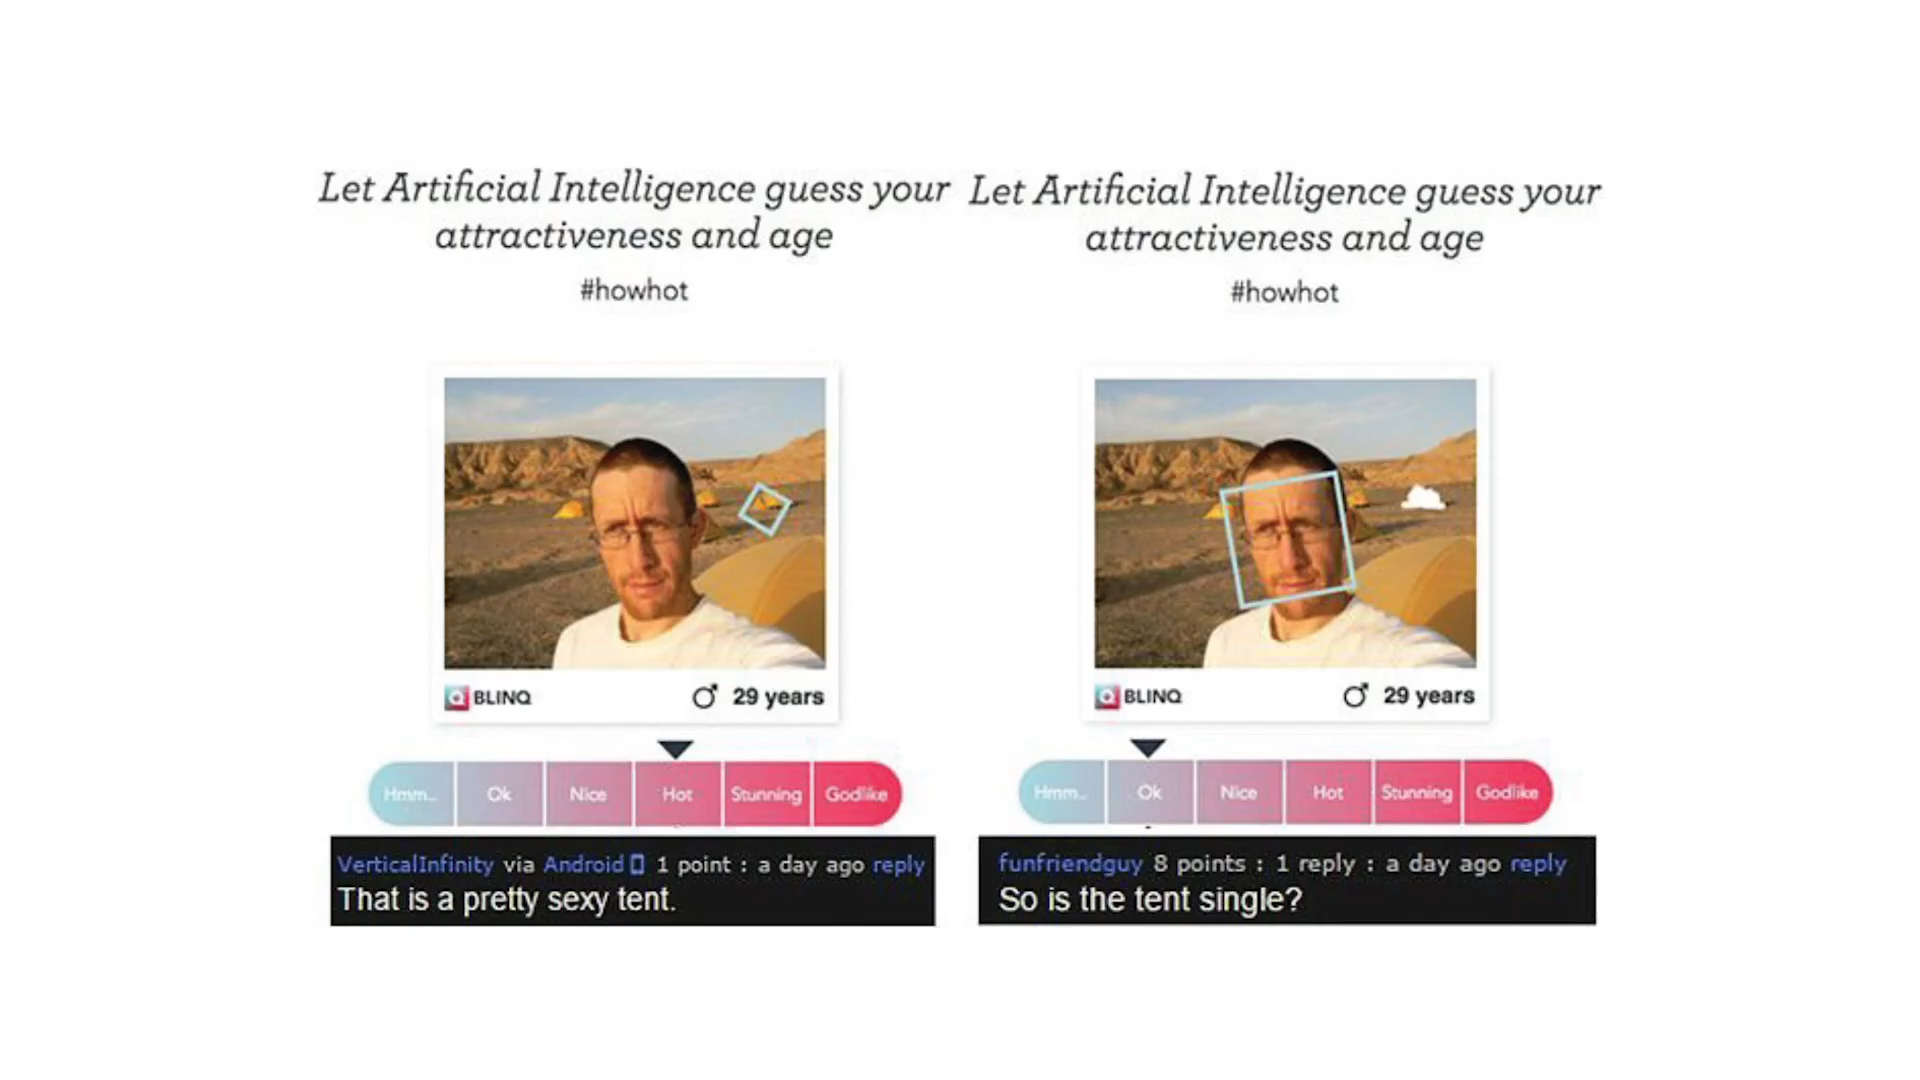 Let Artificial Intelligence guess your
attractiveness and age
#howhot
BLINQ
29 years
Hmm.. Ok Nice Hot Stunning Godlike
VerticalInfinity via Android 1 point : a day ago reply
That is a pretty sexy tent.
Let Artificial Intelligence guess your
attractiveness and age
#howhot
BLINQ
29 years
Hmm.. Ok Nice Hot Stunning Godlike
funfriendguy 8 points : 1 reply : a day ago reply
So is the tent single?